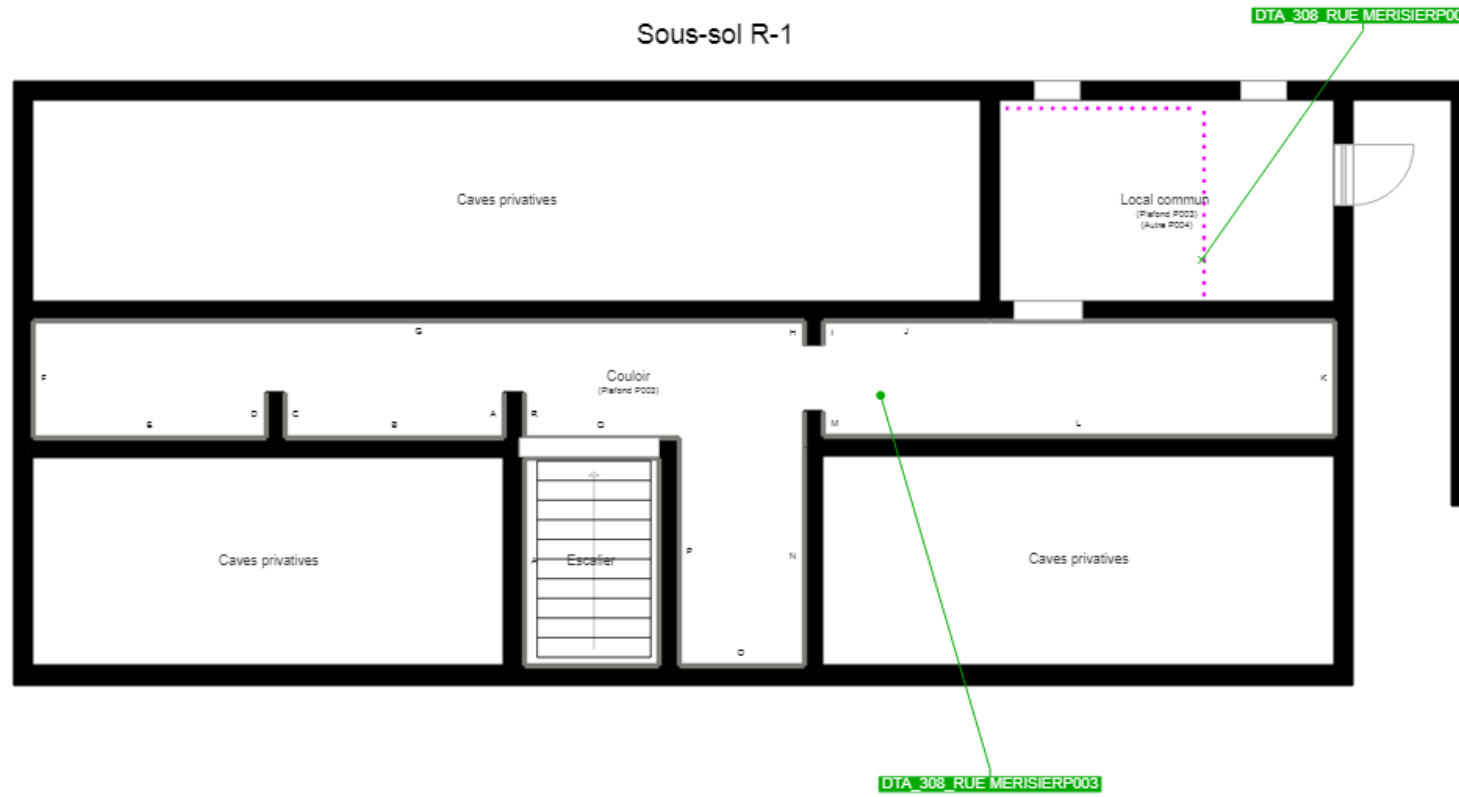 DTA_308_RUE MERISIERP00
Sous-sol R-1
Caves privatives
Local commun
(Plafond P003)
(Autre P004)
G
H
I
J
F
Couloir
(Plafond P003)
K
D
C
A
R
E
B
Q
M
L
P
N
Caves privatives
A
Escalier
Caves privatives
O
DTA_308_RUE MERISIERP003